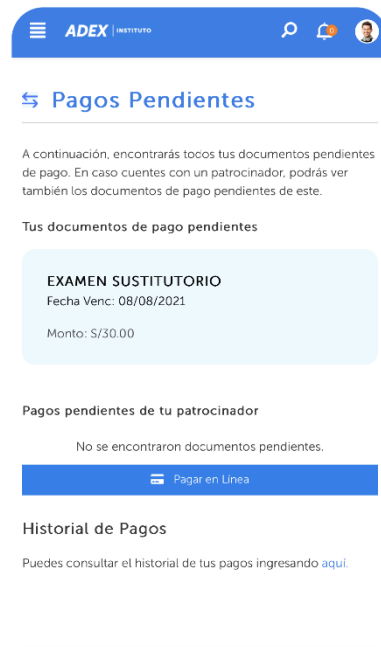 ADEX | INSTITUTO
0
Pagos Pendientes
A continuación, encontrarás todos tus documentos pendientes
de pago. En caso cuentes con un patrocinador, podrás ver
también los documentos de pago pendientes de este.
Tus documentos de pago pendientes
EXAMEN SUSTITUTORIO
Fecha Venc: 08/08/2021
Monto: S/30.00
Pagos pendientes de tu patrocinador
No se encontraron documentos pendientes.
Pagar en Línea
Historial de Pagos
Puedes consultar el historial de tus pagos ingresando aquí.